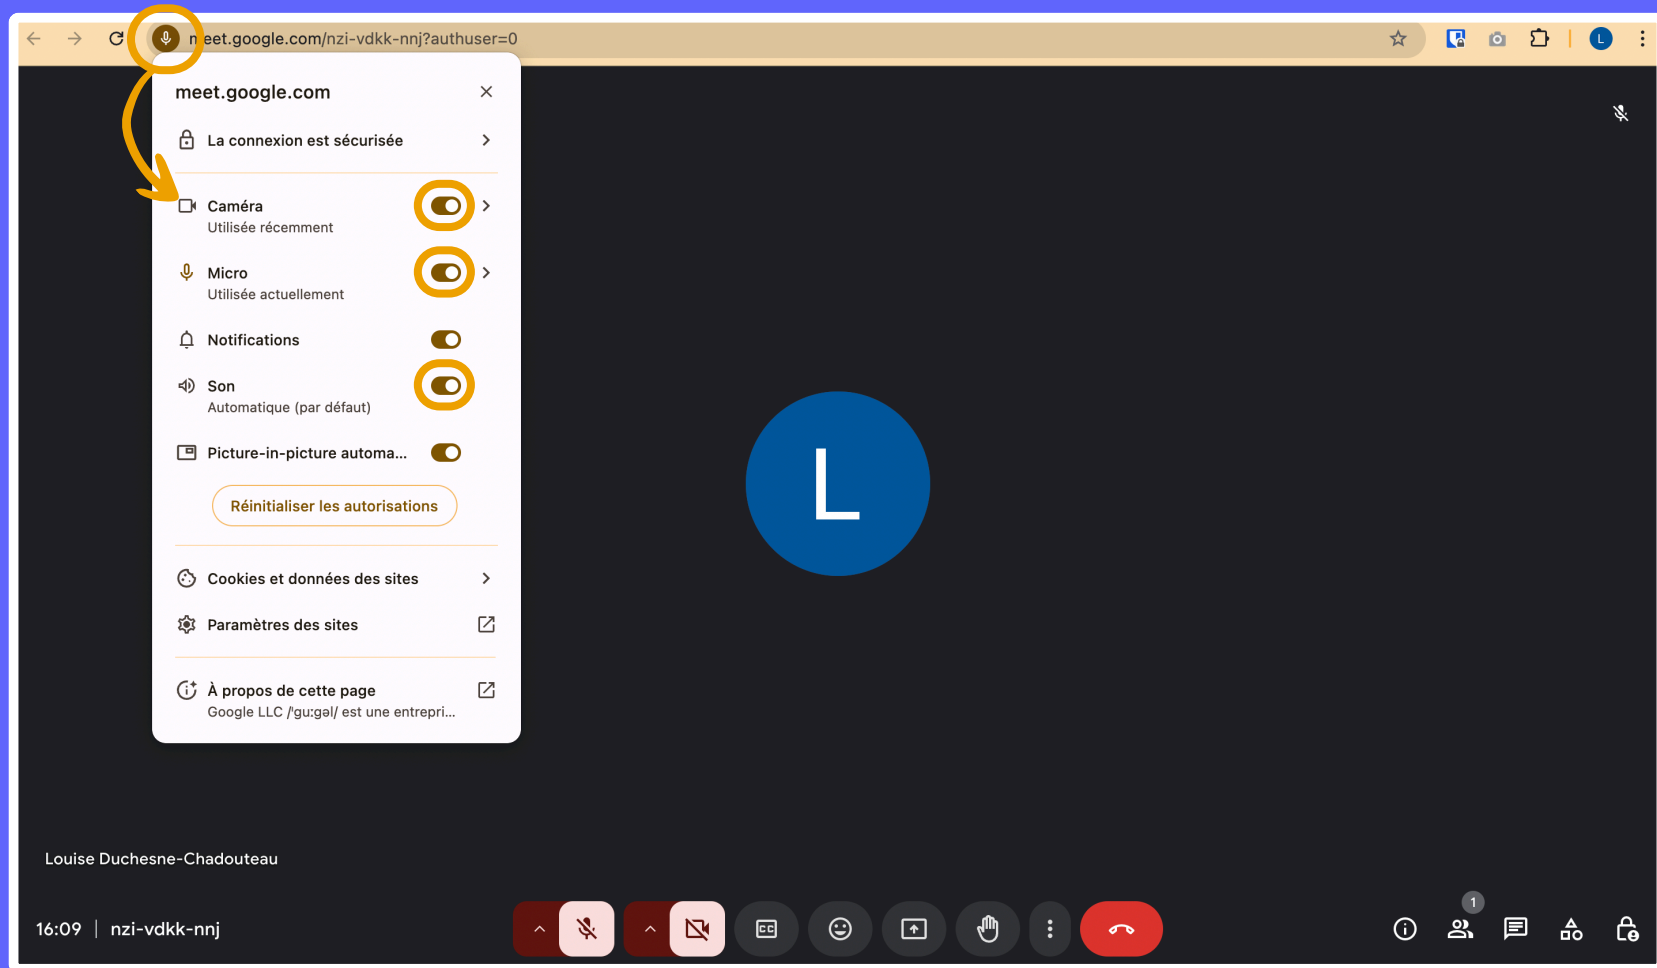 meet.google.com/nzi-vdkk-nnj?authuser=0
L
meet.google.com
La connexion est sécurisée
Caméra
Utilisée récemment
Micro
Utilisée actuellement
Notifications
Son
Automatique (par défaut)
Picture-in-picture automa...
Réinitialiser les autorisations
Cookies et données des sites
Paramètres des sites
À propos de cette page
Google LLC /ˈɡuːɡəl/ est une entrepri...
L
Louise Duchesne-Chadouteau
16:09 | nzi-vdkk-nnj
CC
1